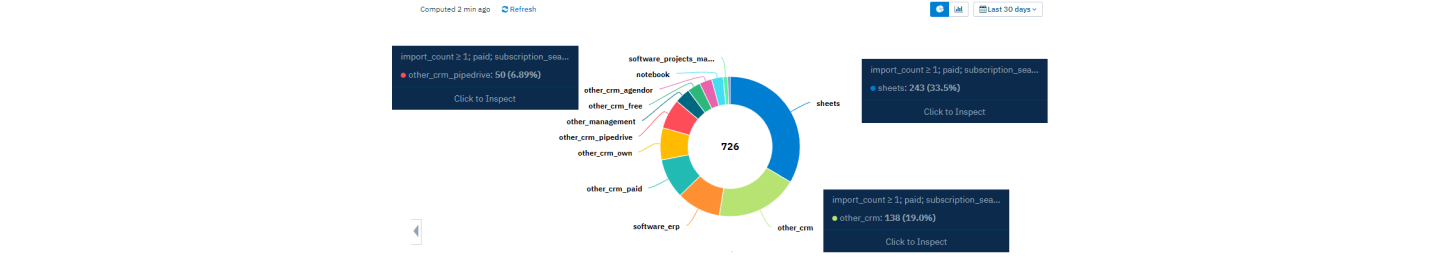 Computed 2 min ago Refresh
Last 30 days
import_count ≥ 1; paid; subscription_sea...
other_crm_pipedrive: 50 (6.89%)
Click to Inspect
software_projects_ma...
notebook
other_crm_agendor
other_crm_free
other_management
other_crm_pipedrive
other_crm_own
other_crm_paid
software_erp
726
sheets
other_crm
import_count ≥ 1; paid; subscription_sea...
sheets: 243 (33.5%)
Click to Inspect
import_count ≥ 1; paid; subscription_sea...
other_crm: 138 (19.0%)
Click to Inspect